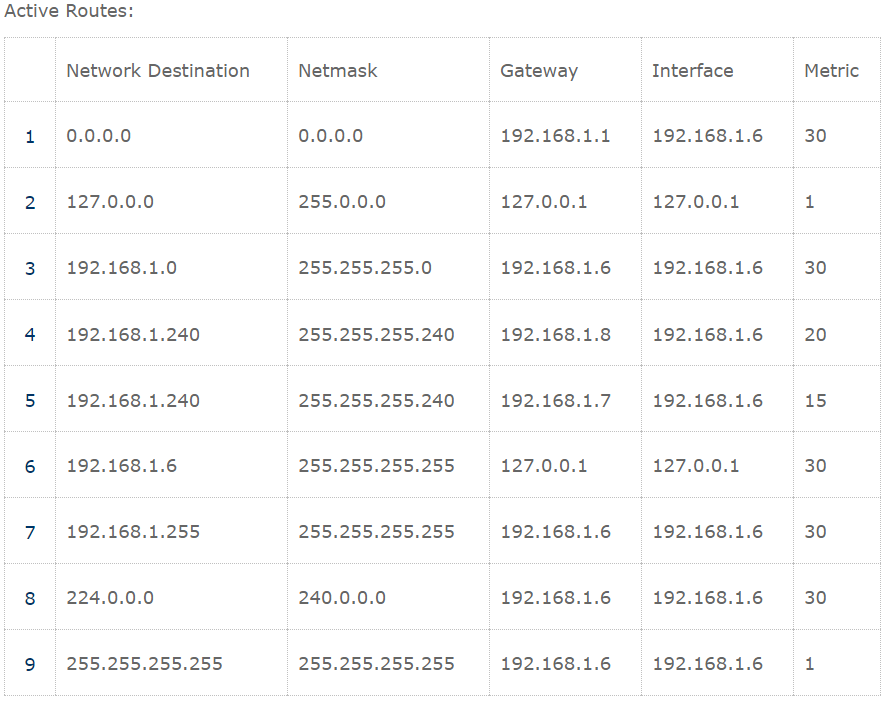 Active Routes:
Network Destination Netmask Gateway Interface Metric
1 0.0.0.0 0.0.0.0 192.168.1.1 192.168.1.6 30
2 127.0.0.0 255.0.0.0 127.0.0.1 127.0.0.1 1
3 192.168.1.0 255.255.255.0 192.168.1.6 192.168.1.6 30
4 192.168.1.240 255.255.255.240 192.168.1.8 192.168.1.6 20
5 192.168.1.240 255.255.255.240 192.168.1.7 192.168.1.6 15
6 192.168.1.6 255.255.255.255 127.0.0.1 127.0.0.1 30
7 192.168.1.255 255.255.255.255 192.168.1.6 192.168.1.6 30
8 224.0.0.0 240.0.0.0 192.168.1.6 192.168.1.6 30
9 255.255.255.255 255.255.255.255 192.168.1.6 192.168.1.6 1